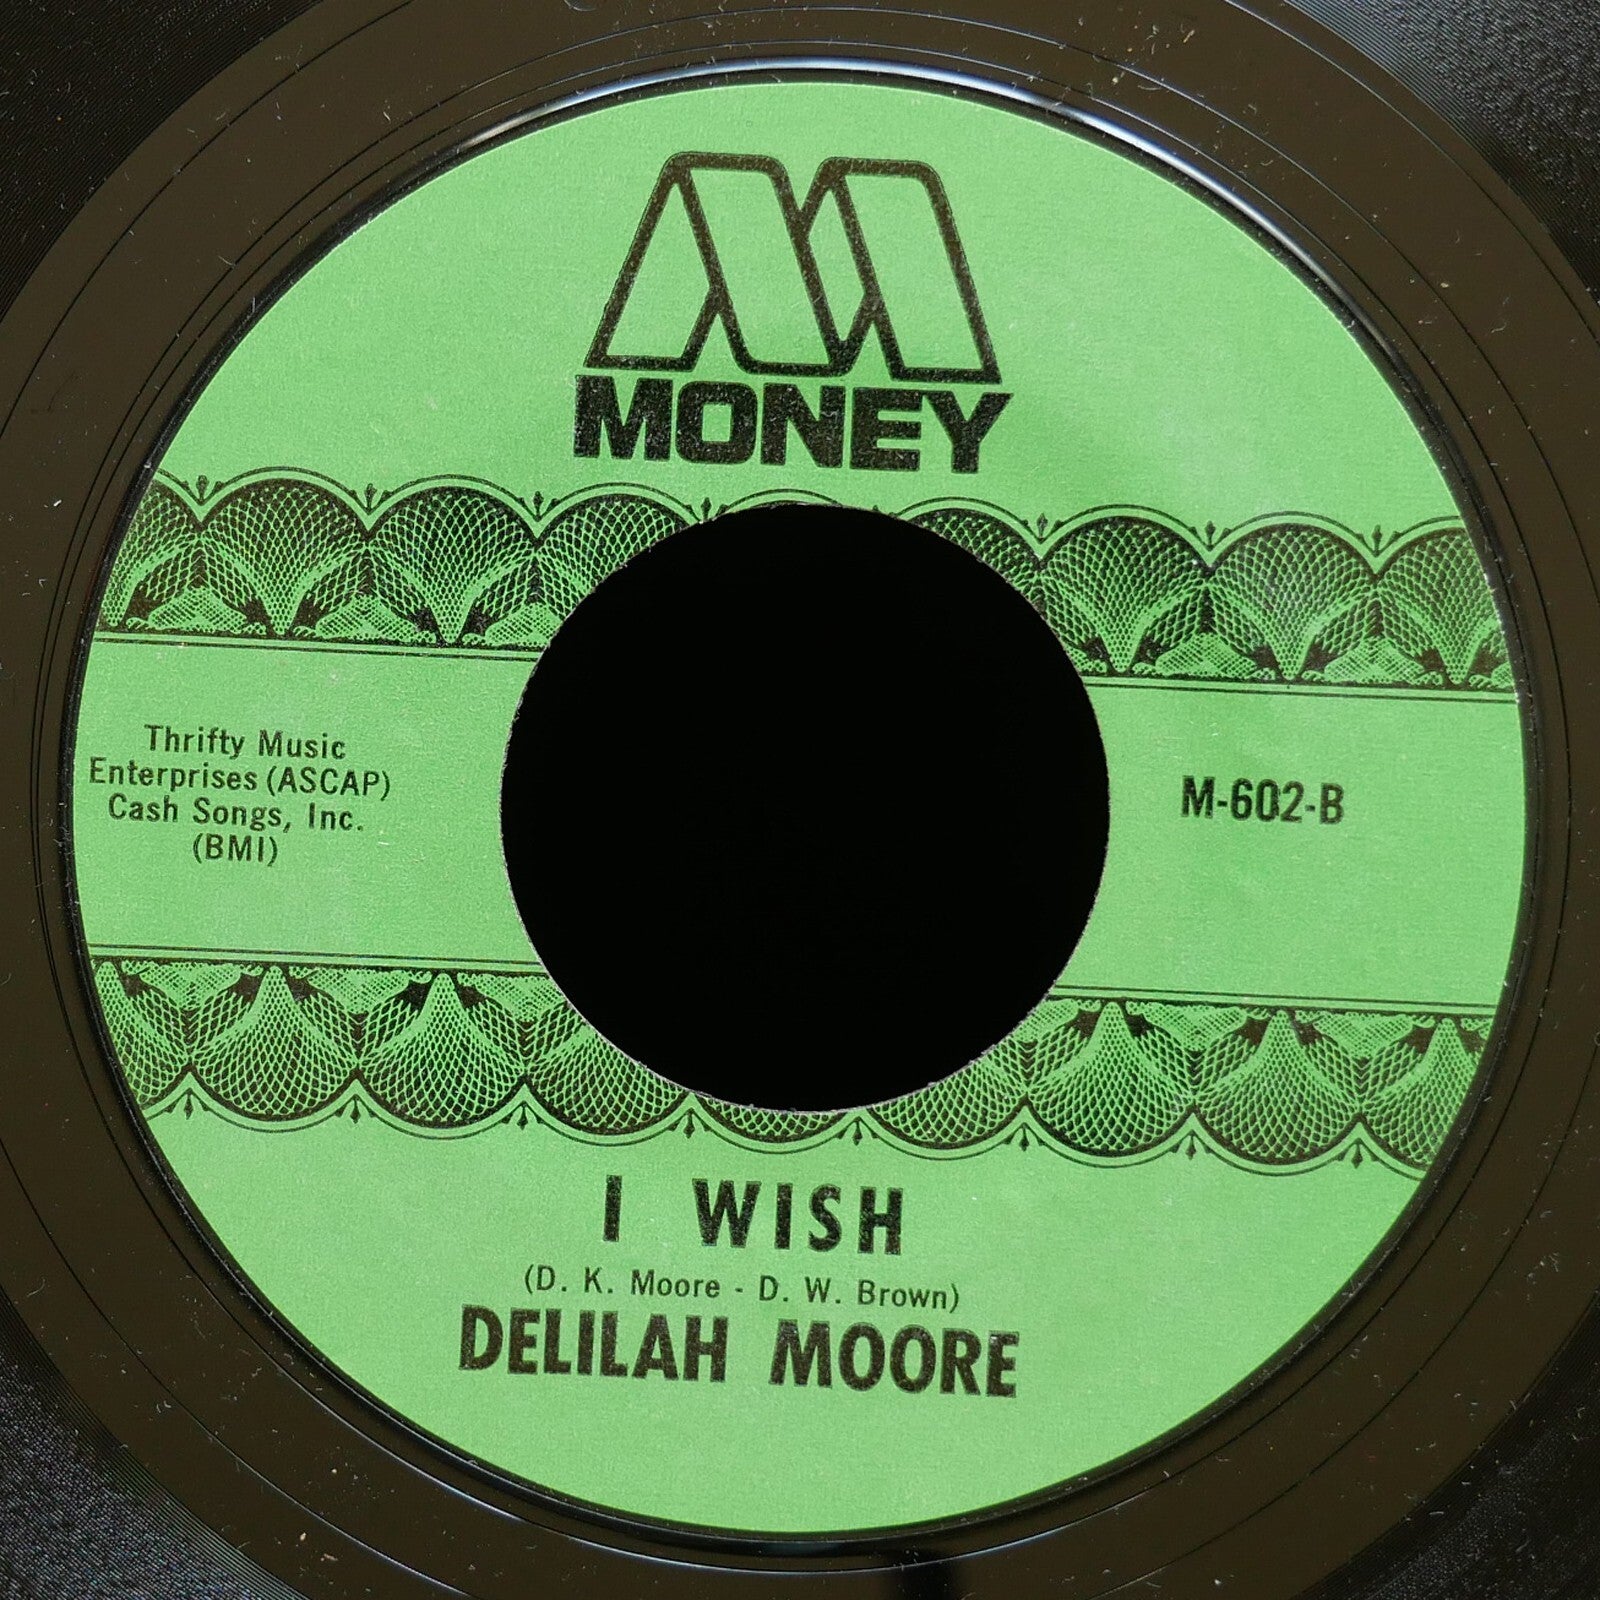 M
MONEY
Thrifty Music
Enterprises (ASCAP)
Cash Songs, Inc.
(BMI)
M-602-B
I WISH
(D. K. Moore - D. W. Brown)
DELILAH MOORE